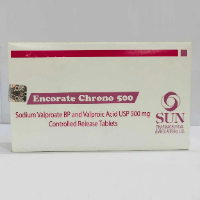 Encorate Chrono 500
Sodium Valproate BP and Valproic Acid USP 500 mg
Controlled Release Tablets
SUN